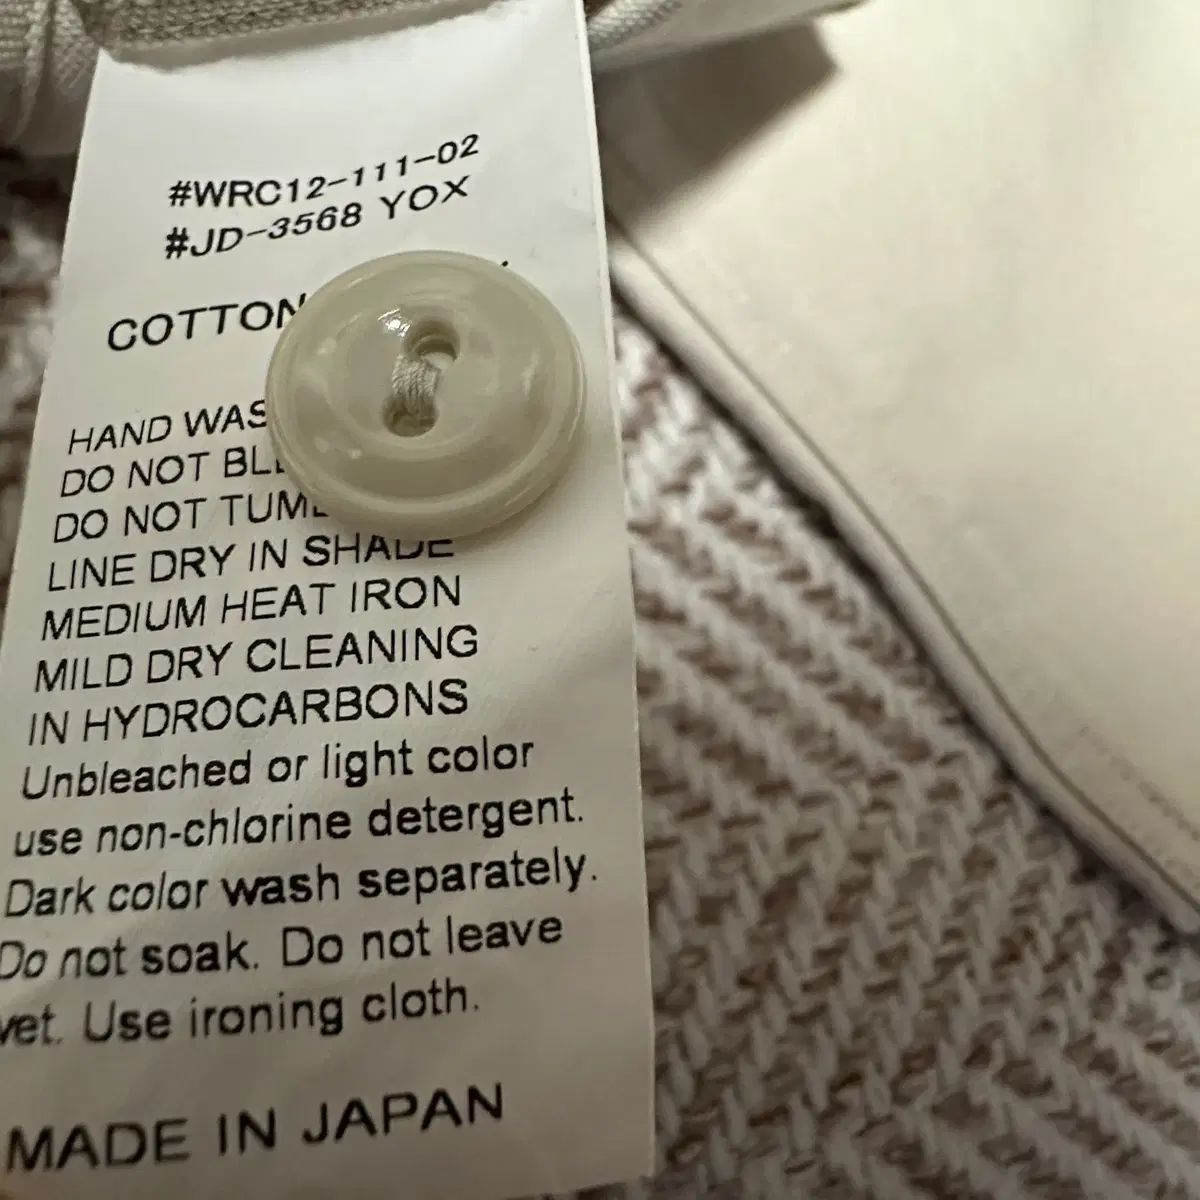 #WRC12-111-02
#JD-3568 YOX
COTTON
HAND WAS
DO NOT BL
DO NOT TUM
LINE DRY IN SHADE
MEDIUM HEAT IRON
MILD DRY CLEANING
IN HYDROCARBONS
Unbleached or light color
use non-chlorine detergent.
Dark color wash separately.
Do not soak. Do not leave
wet. Use ironing cloth.
MADE IN JAPAN